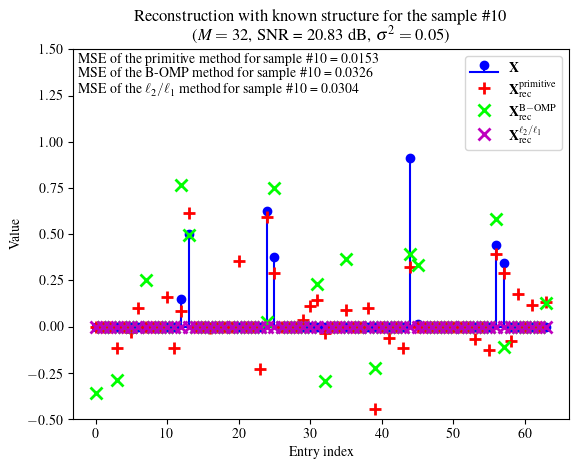 Reconstruction with known structure for the sample #10
(M = 32, SNR = 20.83 dB, σ² = 0.05)
MSE of the primitive method for sample #10 = 0.0153
MSE of the B-OMP method for sample #10 = 0.0326
MSE of the ℓ₂/ℓ₁ method for sample #10 = 0.0304
X
X_rec^primitive
X_rec^B−OMP
X_rec^ℓ₂/ℓ₁
1.50
1.25
1.00
0.75
0.50
0.25
0.00
−0.25
−0.50
Value
0 10 20 30 40 50 60
Entry index